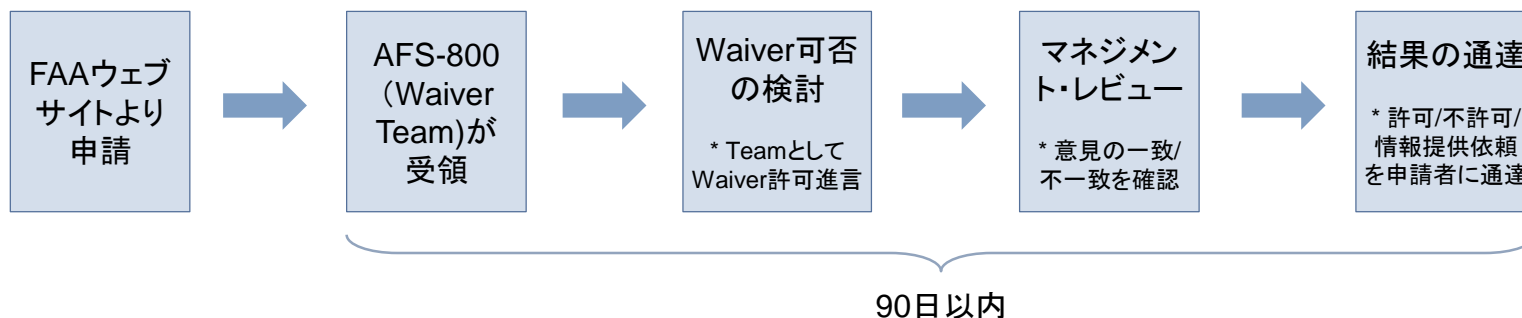 FAAウェブ
サイトより
申請
AFS-800
（Waiver
Team)が
受領
Waiver可否
の検討
* Teamとして
Waiver許可進言
マネジメン
ト・レビュー
* 意見の一致/
不一致を確認
結果の通達
* 許可/不許可/
情報提供依頼
を申請者に通達
90日以内